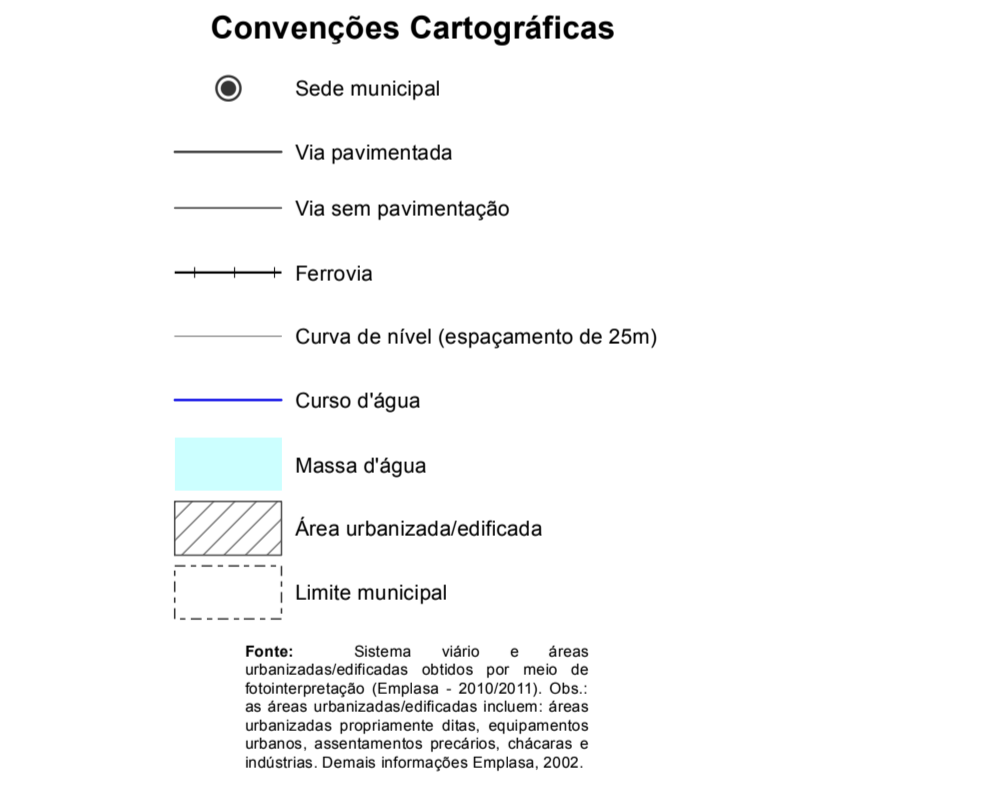 Convenções Cartográficas
Sede municipal
Via pavimentada
Via sem pavimentação
Ferrovia
Curva de nível (espaçamento de 25m)
Curso d'água
Massa d'água
Área urbanizada/edificada
Limite municipal
Fonte: Sistema viário e áreas
urbanizadas/edificadas obtidos por meio de
fotointerpretação (Emplasa - 2010/2011). Obs.:
as áreas urbanizadas/edificadas incluem: áreas
urbanizadas propriamente ditas, equipamentos
urbanos, assentamentos precários, chácaras e
indústrias. Demais informações Emplasa, 2002.